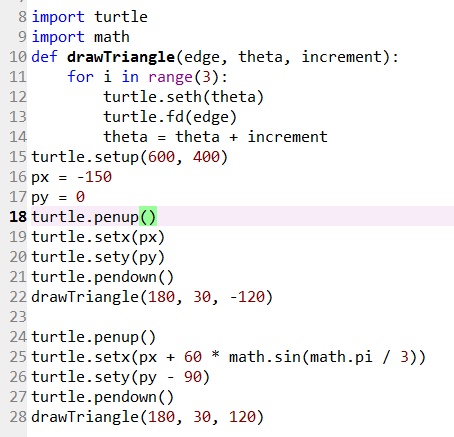 8 import turtle
9 import math
10 def drawTriangle(edge, theta, increment):
11     for i in range(3):
12         turtle.seth(theta)
13         turtle.fd(edge)
14         theta = theta + increment
15 turtle.setup(600, 400)
16 px = -150
17 py = 0
18 turtle.penup()
19 turtle.setx(px)
20 turtle.sety(py)
21 turtle.pendown()
22 drawTriangle(180, 30, -120)
23
24 turtle.penup()
25 turtle.setx(px + 60 * math.sin(math.pi / 3))
26 turtle.sety(py - 90)
27 turtle.pendown()
28 drawTriangle(180, 30, 120)